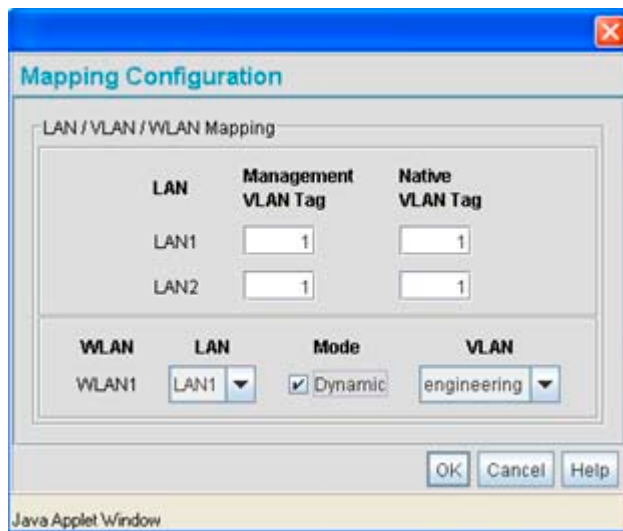 Mapping Configuration
LAN / VLAN / WLAN Mapping
LAN Management VLAN Tag Native VLAN Tag
LAN1 1 1
LAN2 1 1
WLAN LAN Mode VLAN
WLAN1 LAN1 Dynamic engineering
OK Cancel Help
Java Applet Window